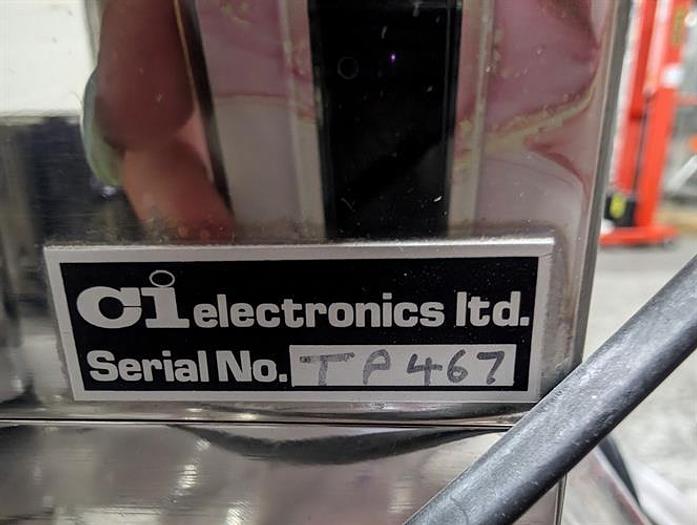 ci electronics ltd.
Serial No. TP467